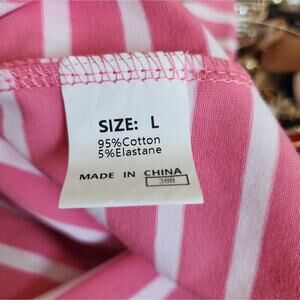 SIZE: L
95%Cotton
5%Elastane
MADE IN CHINA
388